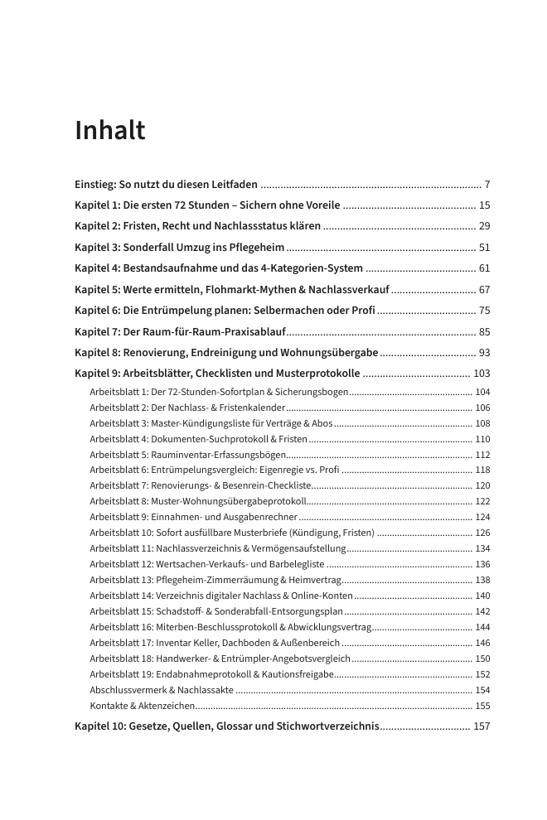 Inhalt
Einstieg: So nutzt du diesen Leitfaden ........ 7
Kapitel 1: Die ersten 72 Stunden – Sichern ohne Voreile ........ 15
Kapitel 2: Fristen, Recht und Nachlassstatus klären ........ 29
Kapitel 3: Sonderfall Umzug ins Pflegeheim ........ 51
Kapitel 4: Bestandsaufnahme und das 4-Kategorien-System ........ 61
Kapitel 5: Werte ermitteln, Flohmarkt-Mythen & Nachlassverkauf ........ 67
Kapitel 6: Die Entrümpelung planen: Selbermachen oder Profi ........ 75
Kapitel 7: Der Raum-für-Raum-Praxisablauf ........ 85
Kapitel 8: Renovierung, Endreinigung und Wohnungsübergabe ........ 93
Kapitel 9: Arbeitsblätter, Checklisten und Musterprotokolle ........ 103
Arbeitsblatt 1: Der 72-Stunden-Sofortplan & Sicherungsbogen ........ 104
Arbeitsblatt 2: Der Nachlass- & Fristenkalender ........ 106
Arbeitsblatt 3: Master-Kündigungsliste für Verträge & Abos ........ 108
Arbeitsblatt 4: Dokumenten-Suchprotokoll & Fristen ........ 110
Arbeitsblatt 5: Rauminventar-Erfassungsbögen ........ 112
Arbeitsblatt 6: Entrümpelungsvergleich: Eigenregie vs. Profi ........ 118
Arbeitsblatt 7: Renovierungs- & Besenrein-Checkliste ........ 120
Arbeitsblatt 8: Muster-Wohnungsübergabeprotokoll ........ 122
Arbeitsblatt 9: Einnahmen- und Ausgabenrechner ........ 124
Arbeitsblatt 10: Sofort ausfüllbare Musterbriefe (Kündigung, Fristen) ........ 126
Arbeitsblatt 11: Nachlassverzeichnis & Vermögensaufstellung ........ 134
Arbeitsblatt 12: Wertsachen-Verkaufs- und Barbelegliste ........ 136
Arbeitsblatt 13: Pflegeheim-Zimmerräumung & Heimvertrag ........ 138
Arbeitsblatt 14: Verzeichnis digitaler Nachlass & Online-Konten ........ 140
Arbeitsblatt 15: Schadstoff- & Sonderabfall-Entsorgungsplan ........ 142
Arbeitsblatt 16: Miterben-Beschlussprotokoll & Abwicklungsvertrag ........ 144
Arbeitsblatt 17: Inventar Keller, Dachboden & Außenbereich ........ 146
Arbeitsblatt 18: Handwerker- & Entrümpler-Angebotsvergleich ........ 150
Arbeitsblatt 19: Endabnahmeprotokoll & Kautionsfreigabe ........ 152
Abschlussvermerk & Nachlassakte ........ 154
Kontakte & Aktenzeichen ........ 155
Kapitel 10: Gesetze, Quellen, Glossar und Stichwortverzeichnis ........ 157